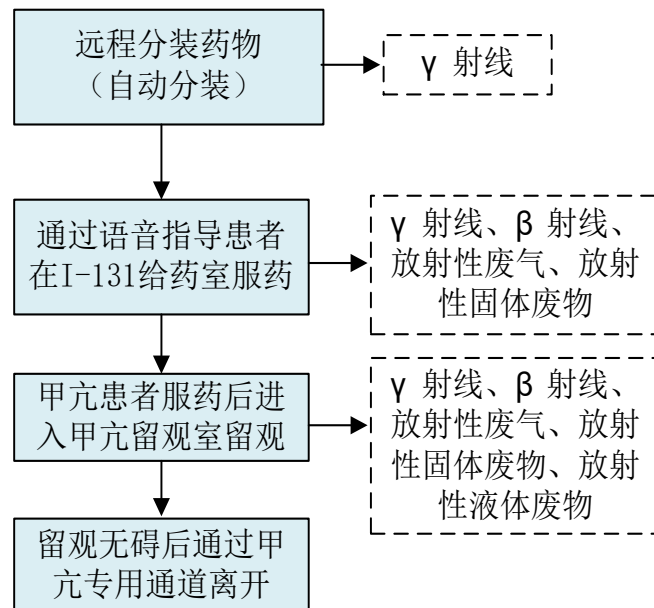 远程分装药物
（自动分装）
γ 射线
通过语音指导患者
在I-131给药室服药
γ 射线、β 射线、
放射性废气、放射
性固体废物
甲亢患者服药后进
入甲亢留观室留观
γ 射线、β 射线、
放射性废气、放射
性固体废物、放射
性液体废物
留观无碍后通过甲
亢专用通道离开